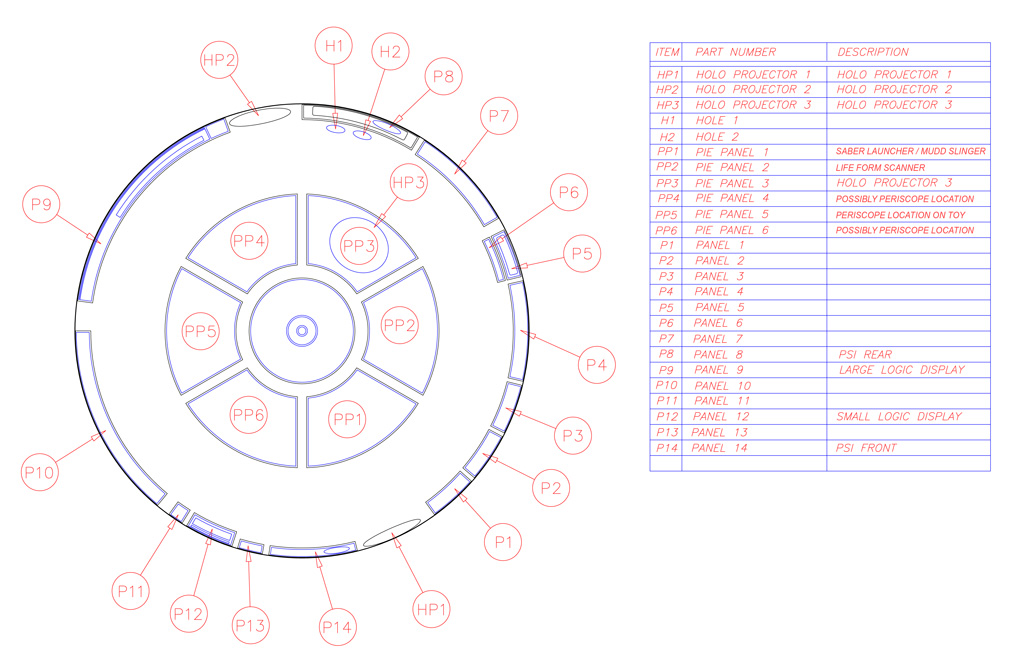 H1
H2
HP2
P8
P7
HP3
P6
P9
PP4
PP3
P5
PP5
PP2
P4
PP6
PP1
P3
P10
P2
P1
P11
P12
P13
P14
HP1
ITEM PART NUMBER DESCRIPTION
HP1 HOLO PROJECTOR 1 HOLO PROJECTOR 1
HP2 HOLO PROJECTOR 2 HOLO PROJECTOR 2
HP3 HOLO PROJECTOR 3 HOLO PROJECTOR 3
H1 HOLE 1
H2 HOLE 2
PP1 PIE PANEL 1 SABER LAUNCHER / MUDD SLINGER
PP2 PIE PANEL 2 LIFE FORM SCANNER
PP3 PIE PANEL 3 HOLO PROJECTOR 3
PP4 PIE PANEL 4 POSSIBLY PERISCOPE LOCATION
PP5 PIE PANEL 5 PERISCOPE LOCATION ON TOY
PP6 PIE PANEL 6 POSSIBLY PERISCOPE LOCATION
P1 PANEL 1
P2 PANEL 2
P3 PANEL 3
P4 PANEL 4
P5 PANEL 5
P6 PANEL 6
P7 PANEL 7
P8 PANEL 8 PSI REAR
P9 PANEL 9 LARGE LOGIC DISPLAY
P10 PANEL 10
P11 PANEL 11
P12 PANEL 12 SMALL LOGIC DISPLAY
P13 PANEL 13
P14 PANEL 14 PSI FRONT